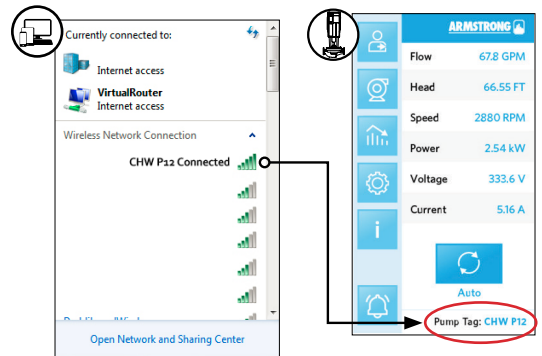 Currently connected to:
Internet access
VirtualRouter
Internet access
Wireless Network Connection
CHW P12 Connected
Open Network and Sharing Center
ARMSTRONG
Flow 67.8 GPM
Head 66.55 FT
Speed 2880 RPM
Power 2.54 kW
Voltage 333.6 V
Current 5.16 A
Auto
Pump Tag: CHW P12